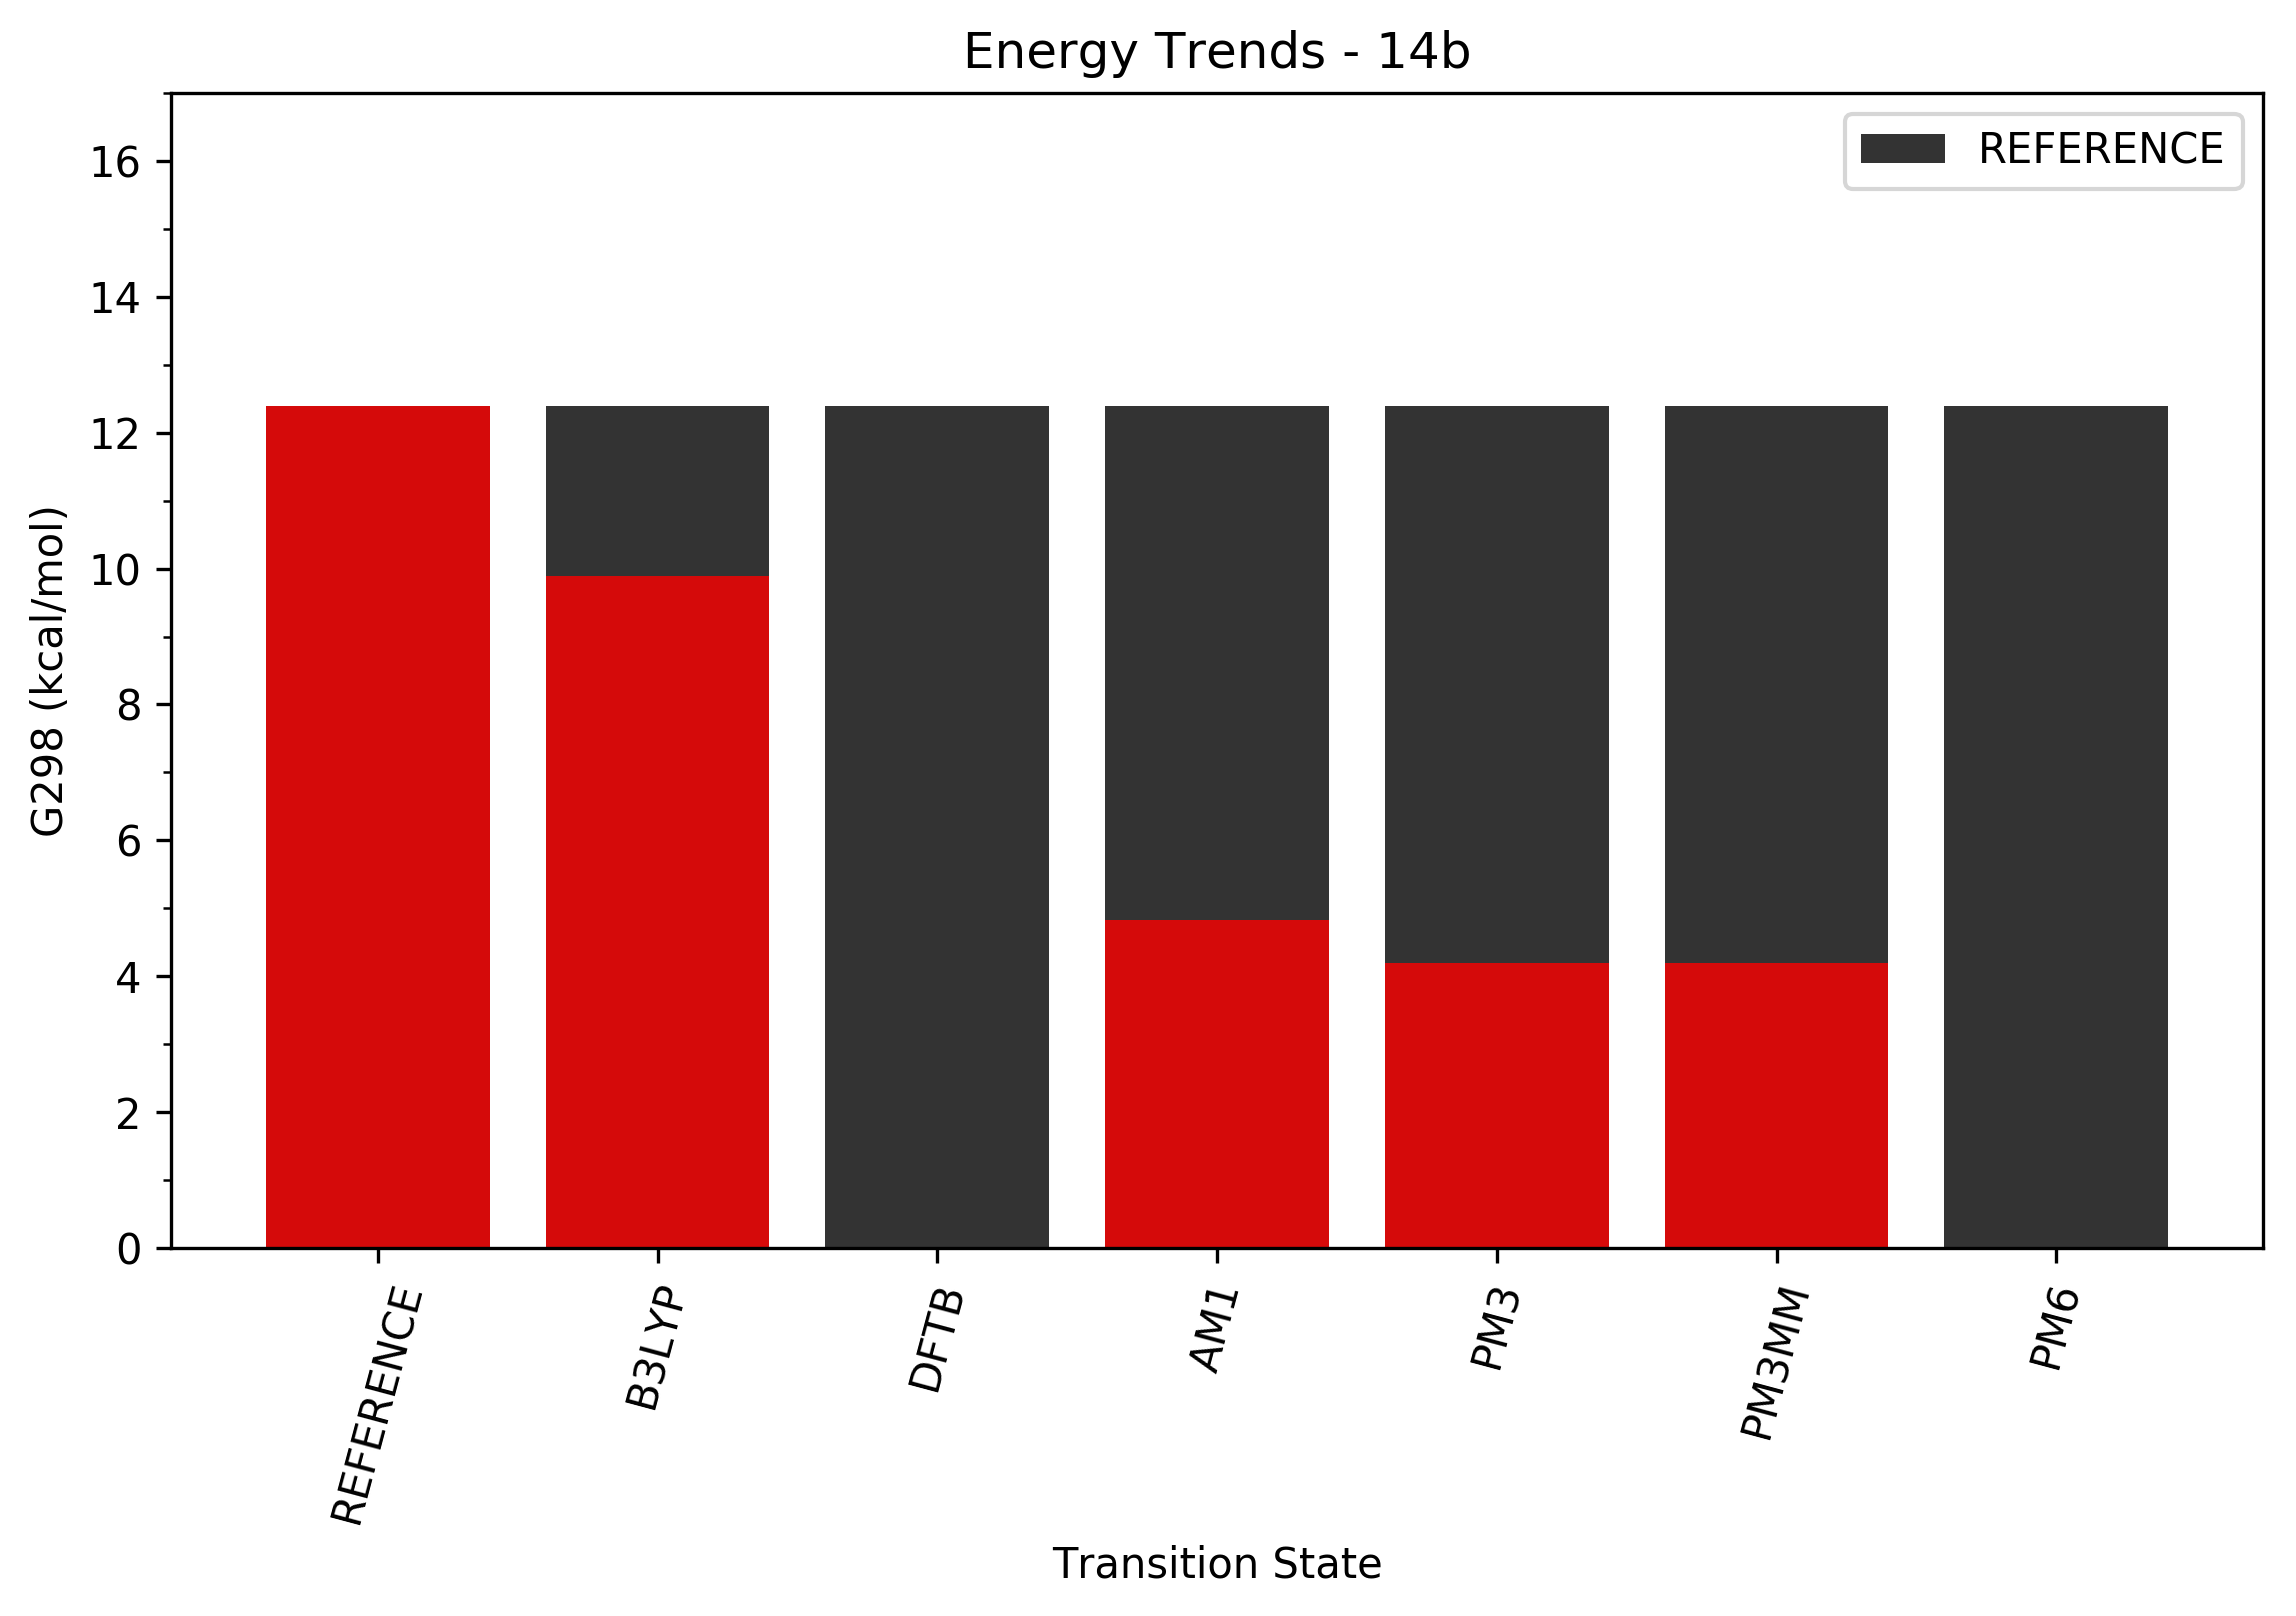 Energy Trends - 14b
REFERENCE
G298 (kcal/mol)
16
14
12
10
8
6
4
2
0
REFERENCE
B3LYP
DFTB
AM1
PM3
PM3MM
PM6
Transition State